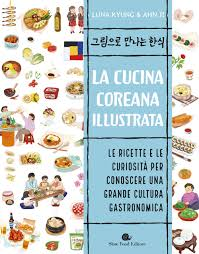 LUNA KYUNG & AHN JI
그림으로 만나는 한식
LA CUCINA
COREANA
ILLUSTRATA
LE RICETTE E LE
CURIOSITÀ PER
CONOSCERE UNA
GRANDE CULTURA
GASTRONOMICA
Slow Food Editore